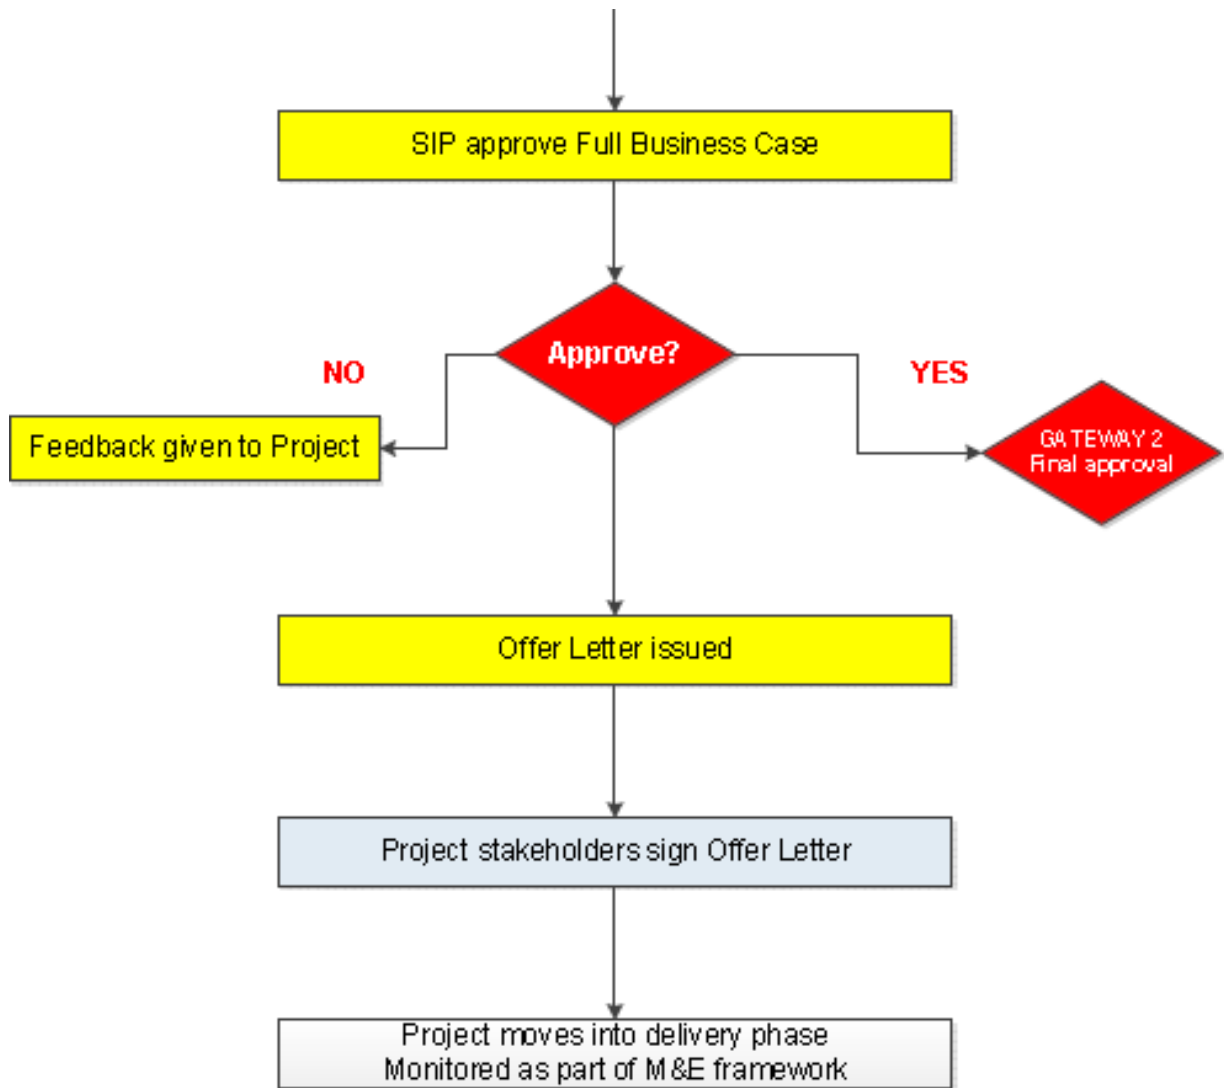 SIP approve Full Business Case
Approve?
NO
YES
Feedback given to Project
GATEWAY 2
Final approval
Offer Letter issued
Project stakeholders sign Offer Letter
Project moves into delivery phase
Monitored as part of M&E framework